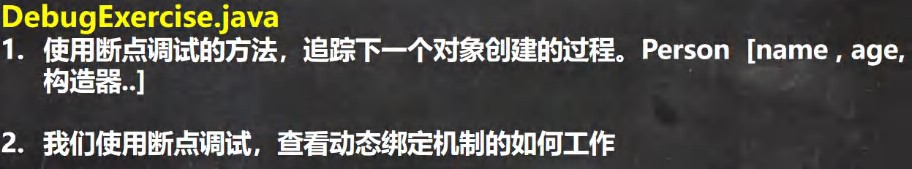 DebugExercise.java
1. 使用断点调试的方法，追踪下一个对象创建的过程。Person [name , age,
构造器..]
2. 我们使用断点调试，查看动态绑定机制的如何工作